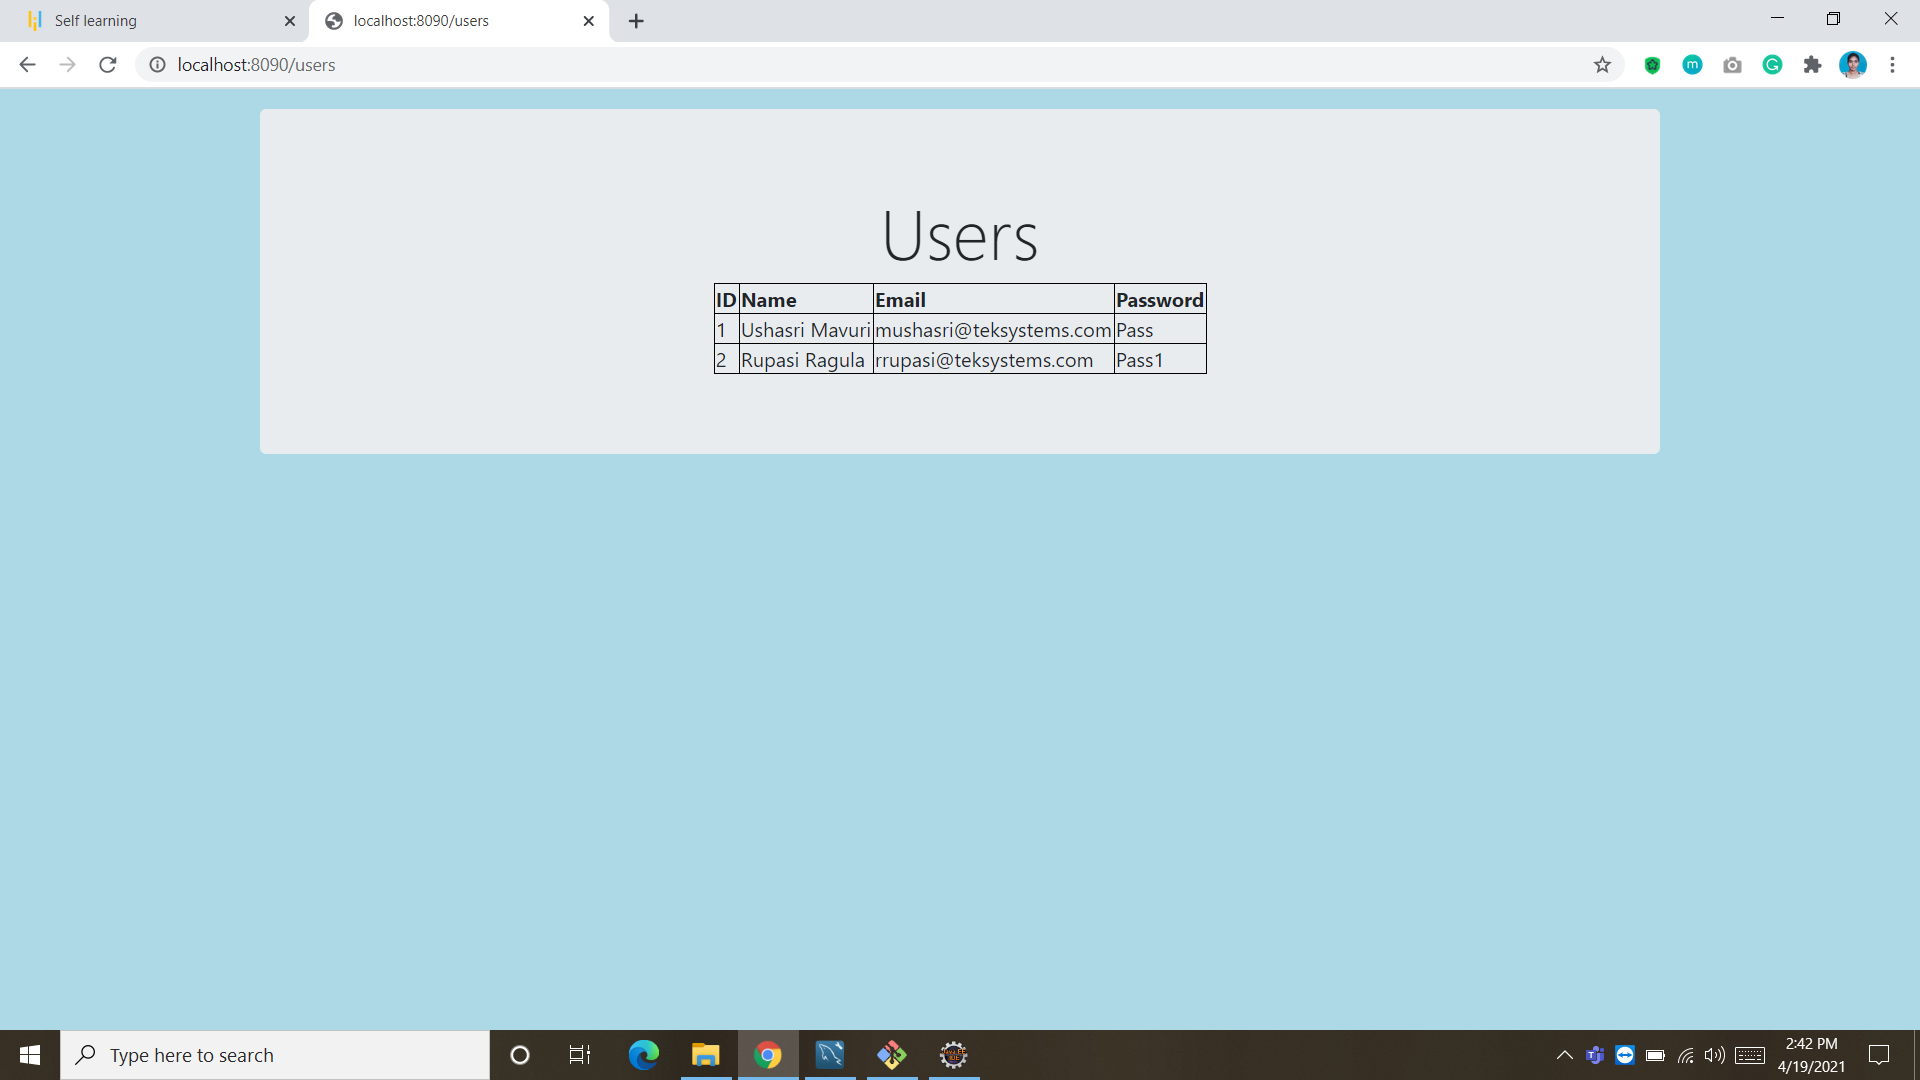 Self learning
localhost:8090/users
localhost:8090/users
Users
ID Name Email Password
1 Ushasri Mavuri mushasri@teksystems.com Pass
2 Rupasi Ragula rrupasi@teksystems.com Pass1
Type here to search
2:42 PM
4/19/2021